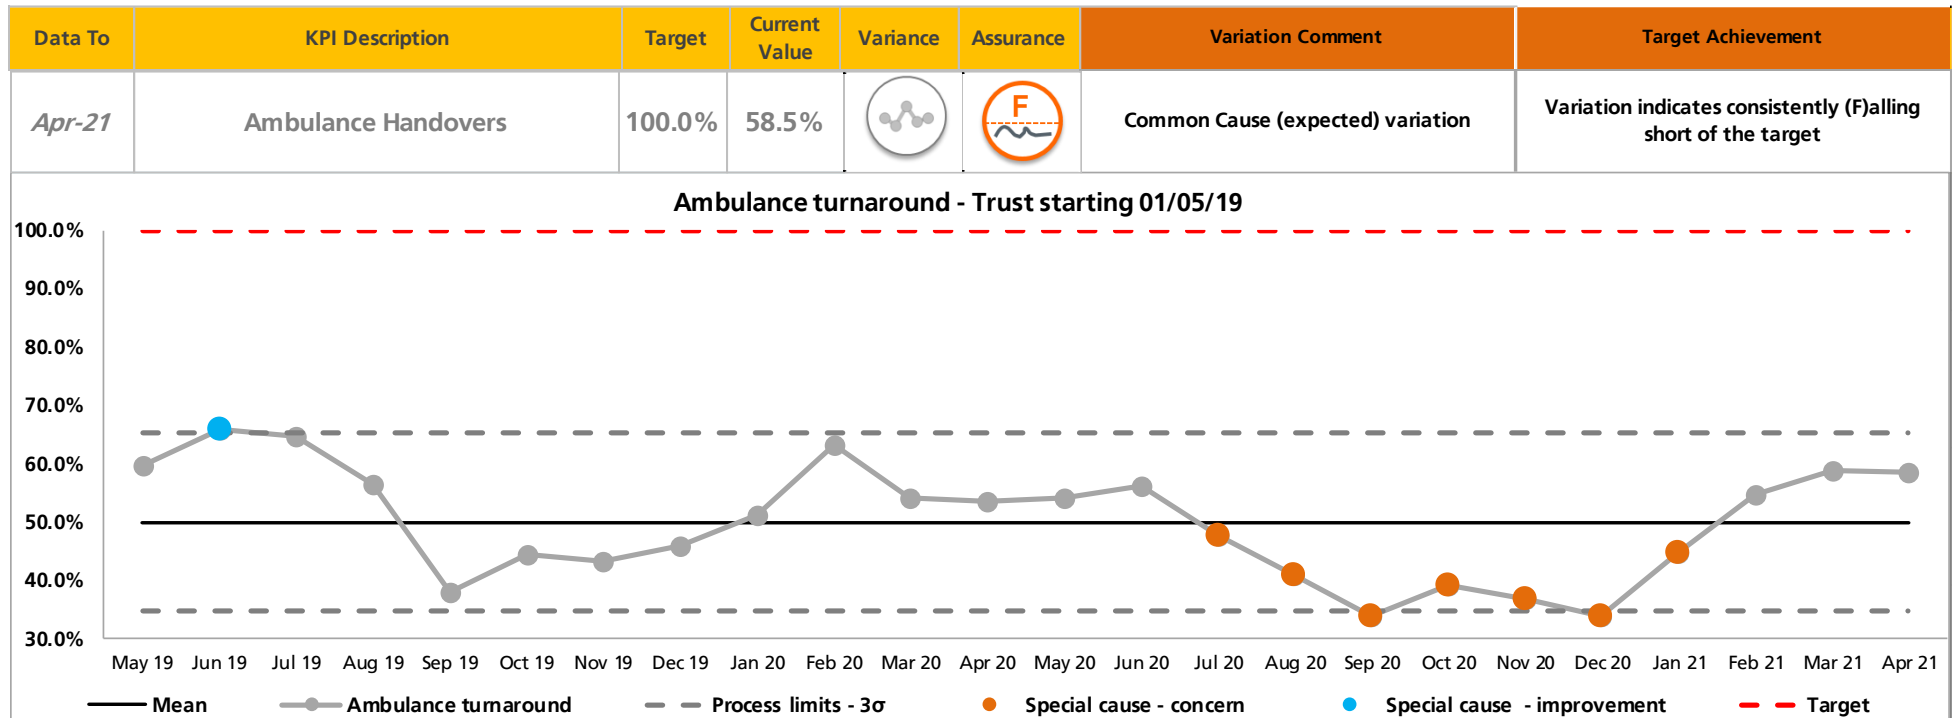 Data To KPI Description Target Current Value Variance Assurance Variation Comment Target Achievement
Apr-21 Ambulance Handovers 100.0% 58.5% F Common Cause (expected) variation Variation indicates consistently (F)alling
short of the target
Ambulance turnaround - Trust starting 01/05/19
100.0%
90.0%
80.0%
70.0%
60.0%
50.0%
40.0%
30.0%
May 19 Jun 19 Jul 19 Aug 19 Sep 19 Oct 19 Nov 19 Dec 19 Jan 20 Feb 20 Mar 20 Apr 20 May 20 Jun 20 Jul 20 Aug 20 Sep 20 Oct 20 Nov 20 Dec 20 Jan 21 Feb 21 Mar 21 Apr 21
Mean Ambulance turnaround Process limits - 3σ Special cause - concern Special cause - improvement Target